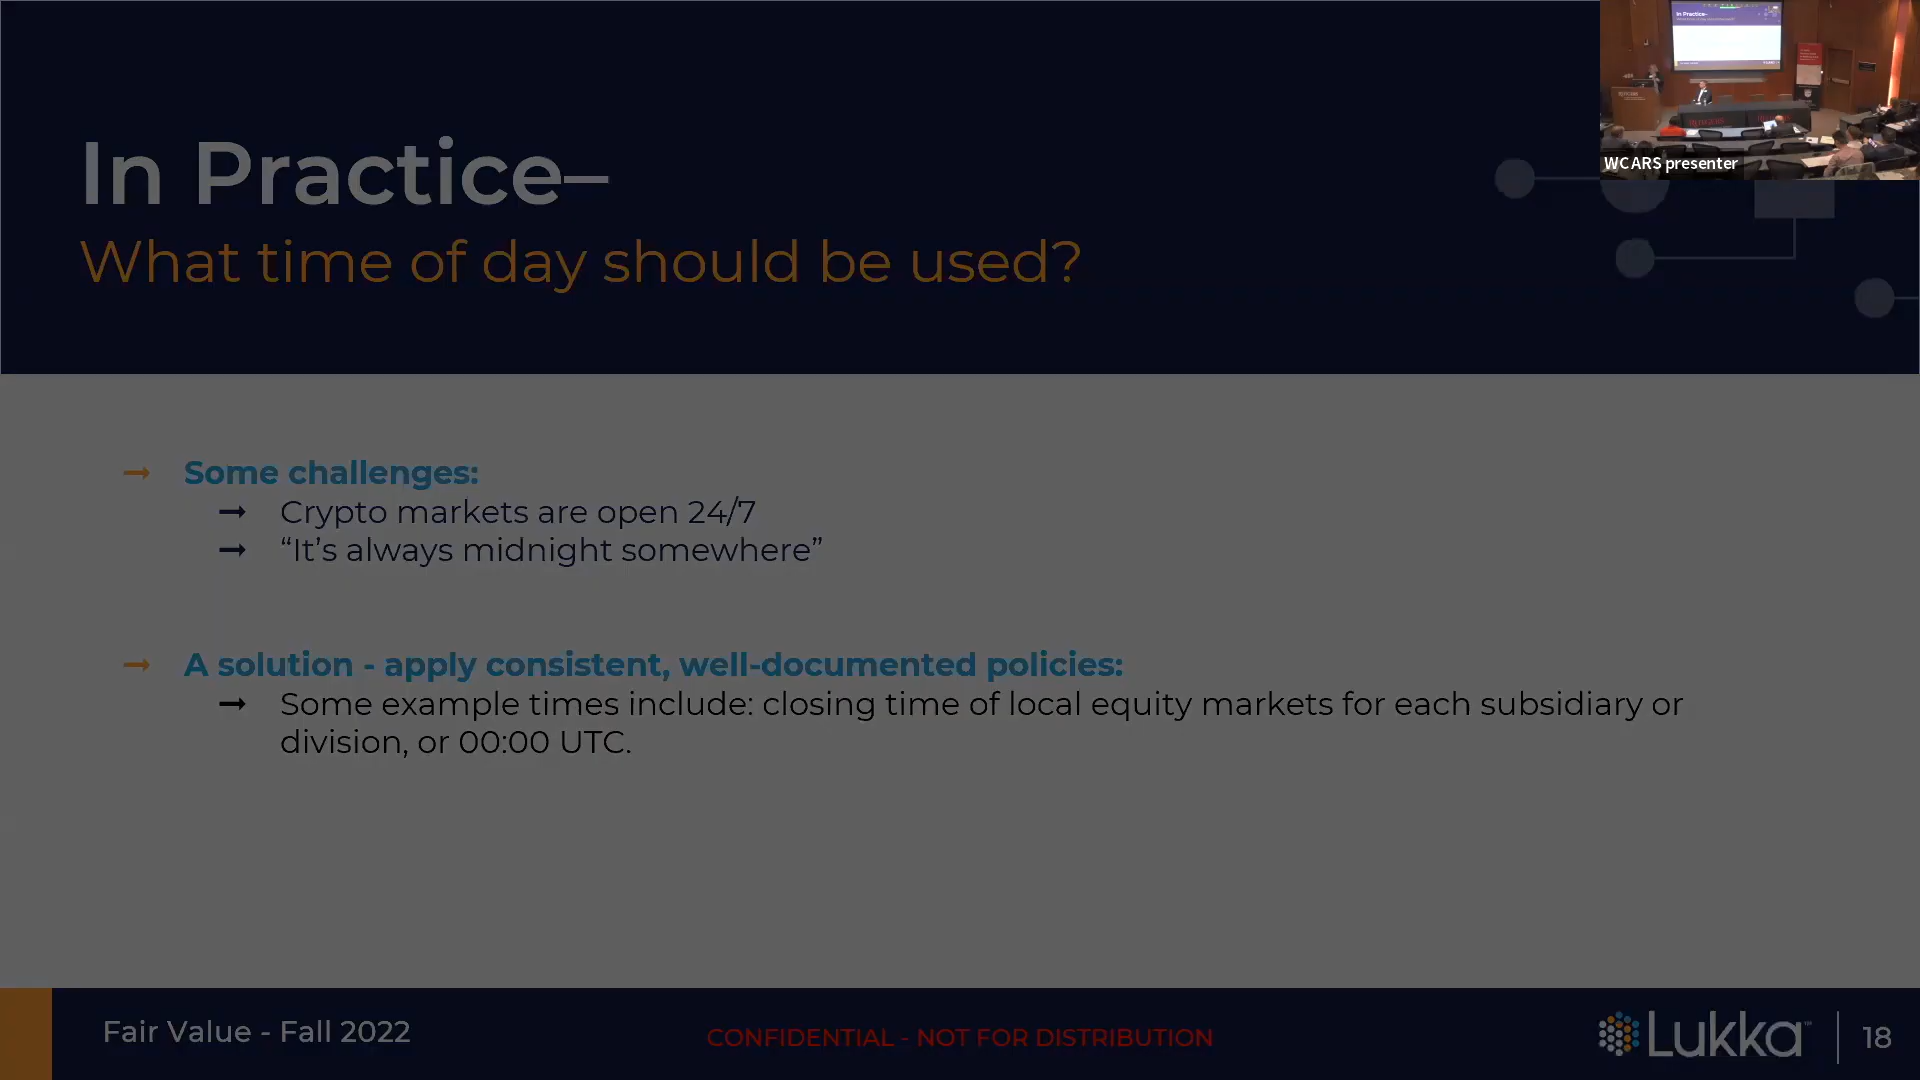 In Practice–
What time of day should be used?
In Practice–
WCARS presenter
→ Some challenges:
→ Crypto markets are open 24/7
→ “It’s always midnight somewhere”
→ A solution - apply consistent, well-documented policies:
→ Some example times include: closing time of local equity markets for each subsidiary or
division, or 00:00 UTC.
Fair Value - Fall 2022
CONFIDENTIAL - NOT FOR DISTRIBUTION
Lukka™
18